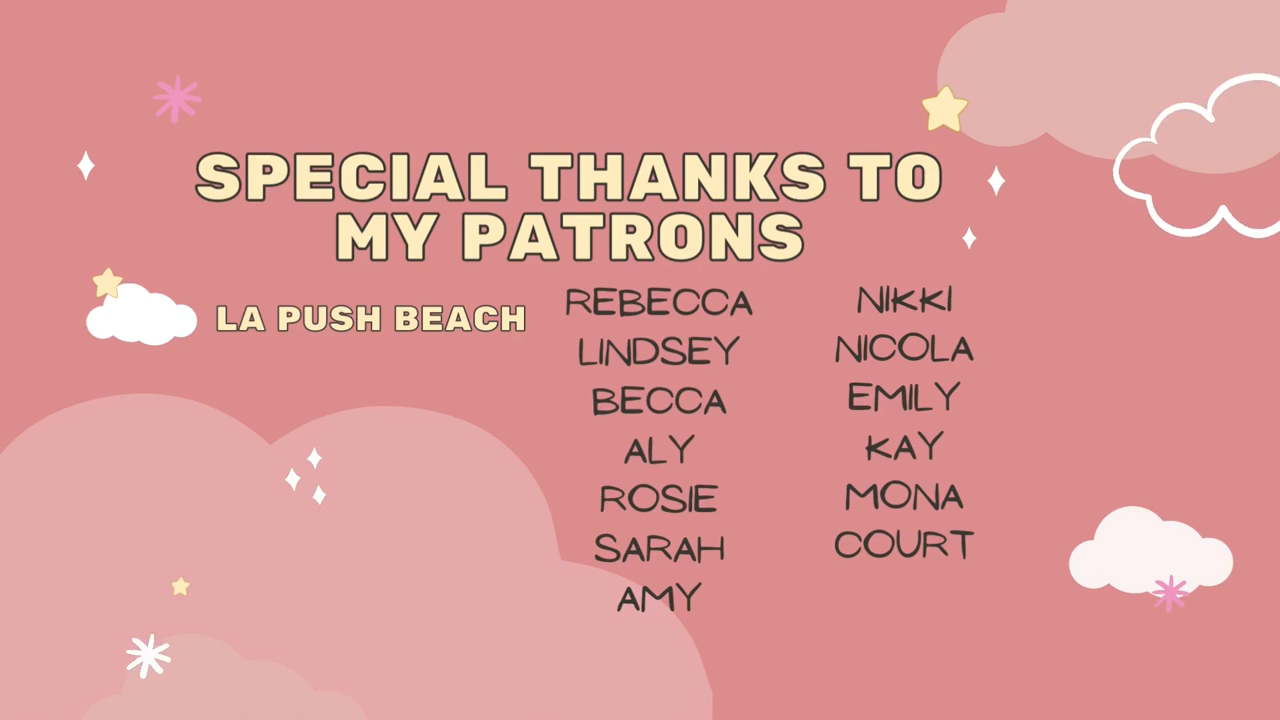 SPECIAL THANKS TO
MY PATRONS
LA PUSH BEACH
REBECCA
LINDSEY
BECCA
ALY
ROSIE
SARAH
AMY
NIKKI
NICOLA
EMILY
KAY
MONA
COURT